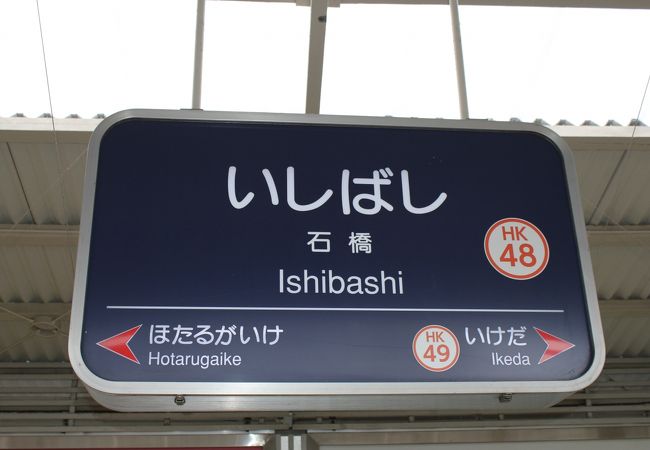 いしばし
石橋
Ishibashi
HK
48
ほたるがいけ
Hotarugaike
HK
49
いけだ
Ikeda